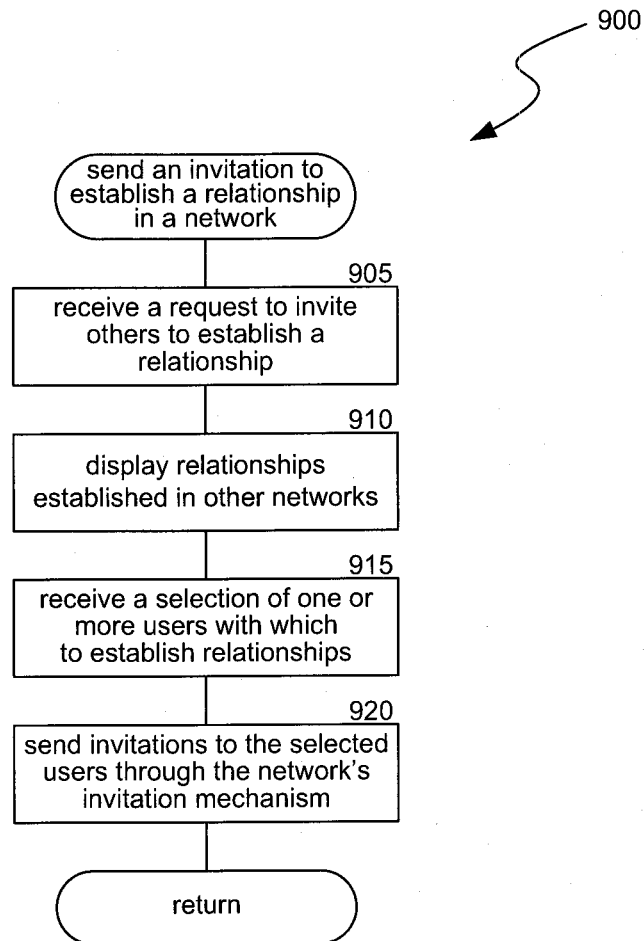 900
send an invitation to
establish a relationship
in a network
905
receive a request to invite
others to establish a
relationship
910
display relationships
established in other networks
915
receive a selection of one or
more users with which
to establish relationships
920
send invitations to the selected
users through the network's
invitation mechanism
return